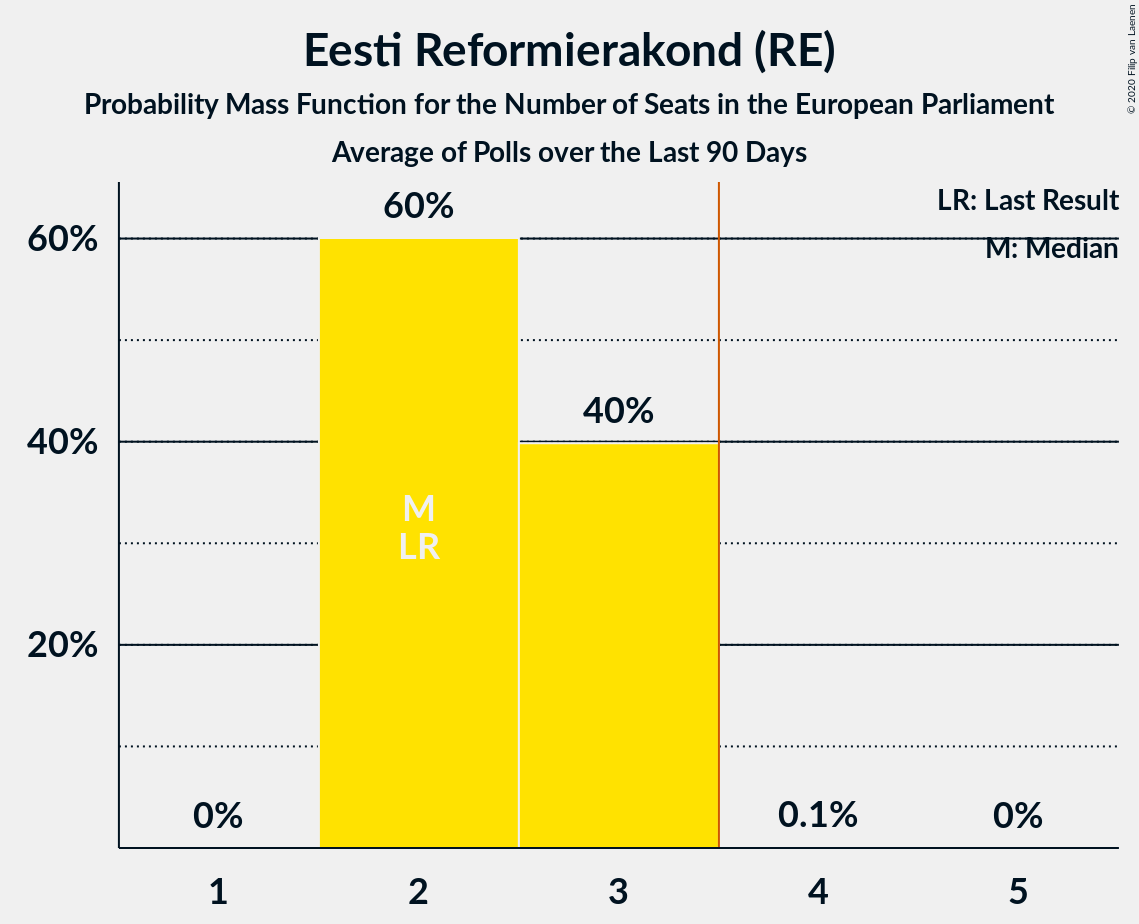 Eesti Reformierakond (RE)
Probability Mass Function for the Number of Seats in the European Parliament
Average of Polls over the Last 90 Days
© 2020 Filip van Laenen
LR: Last Result
M: Median
60%
40%
20%
0%
60%
40%
0.1%
0%
M
LR
1
2
3
4
5